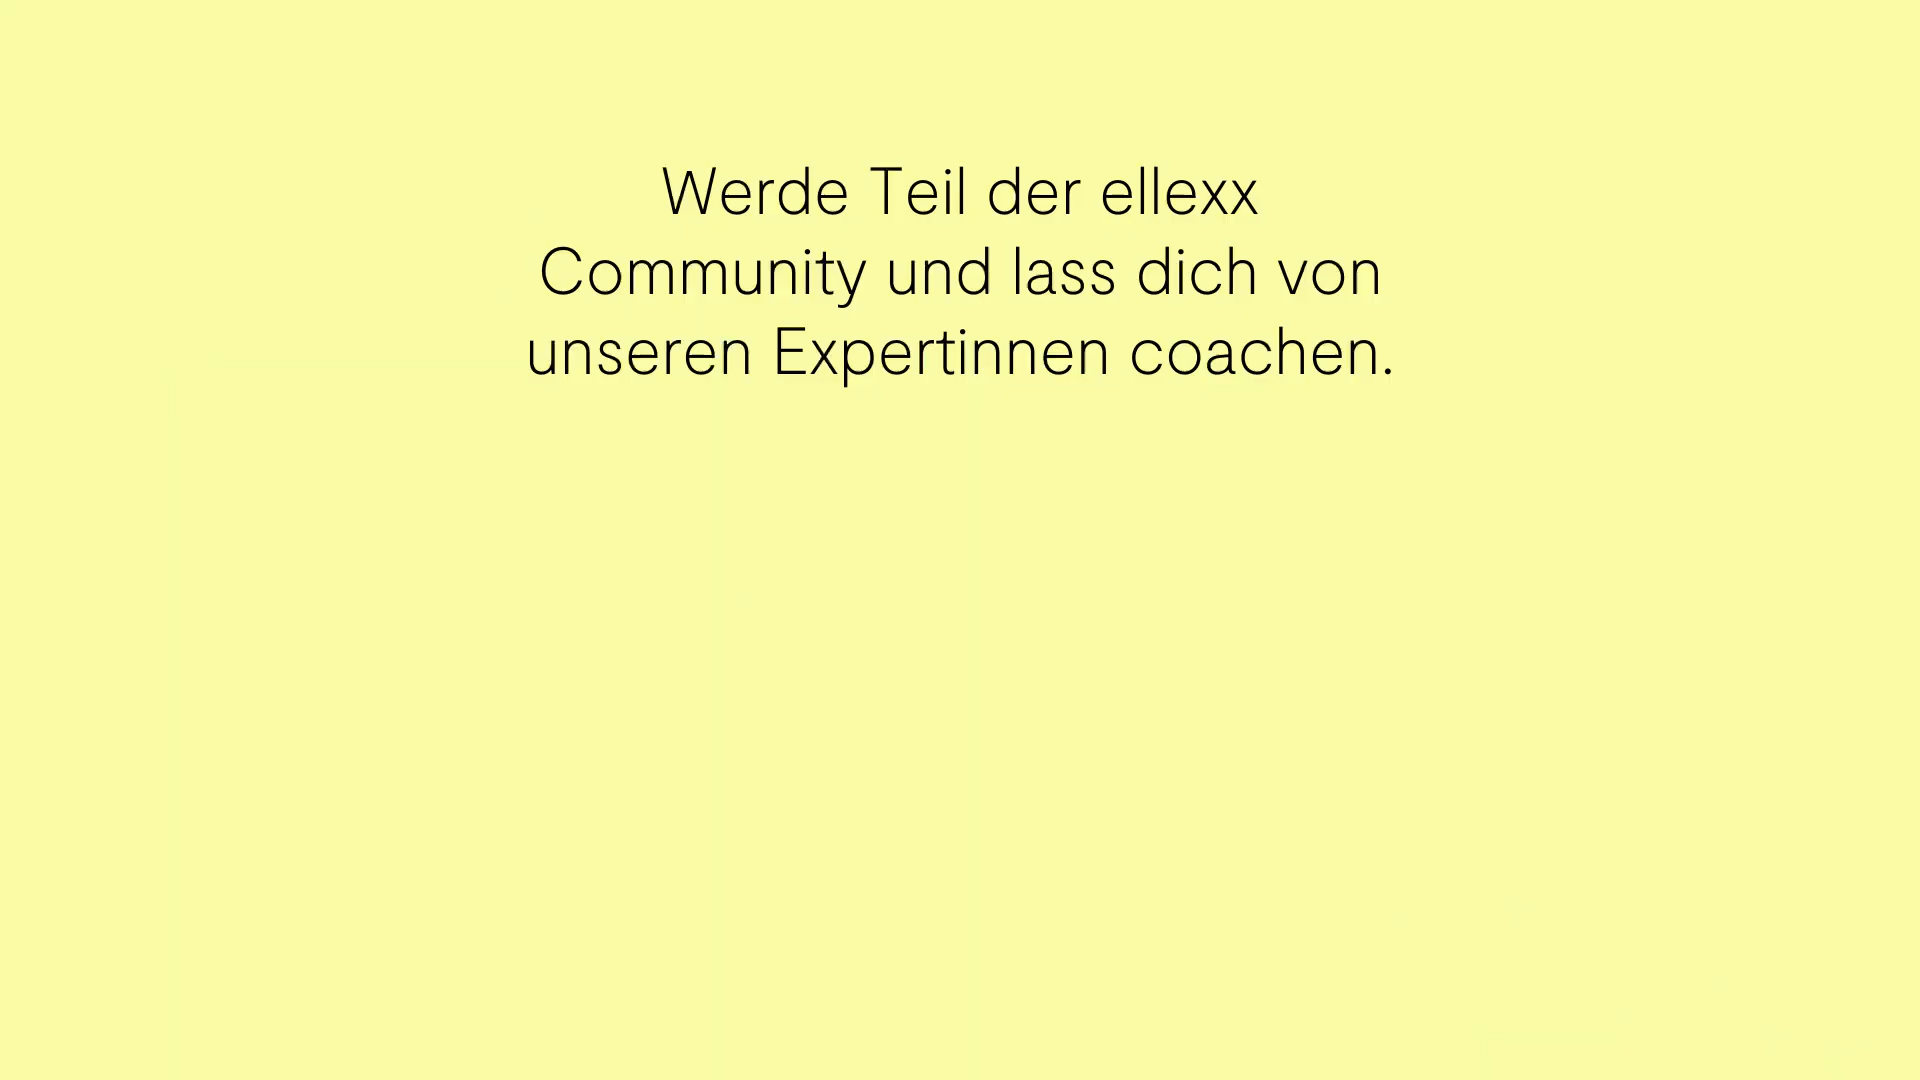 Werde Teil der ellexx
Community und lass dich von
unseren Expertinnen coachen.